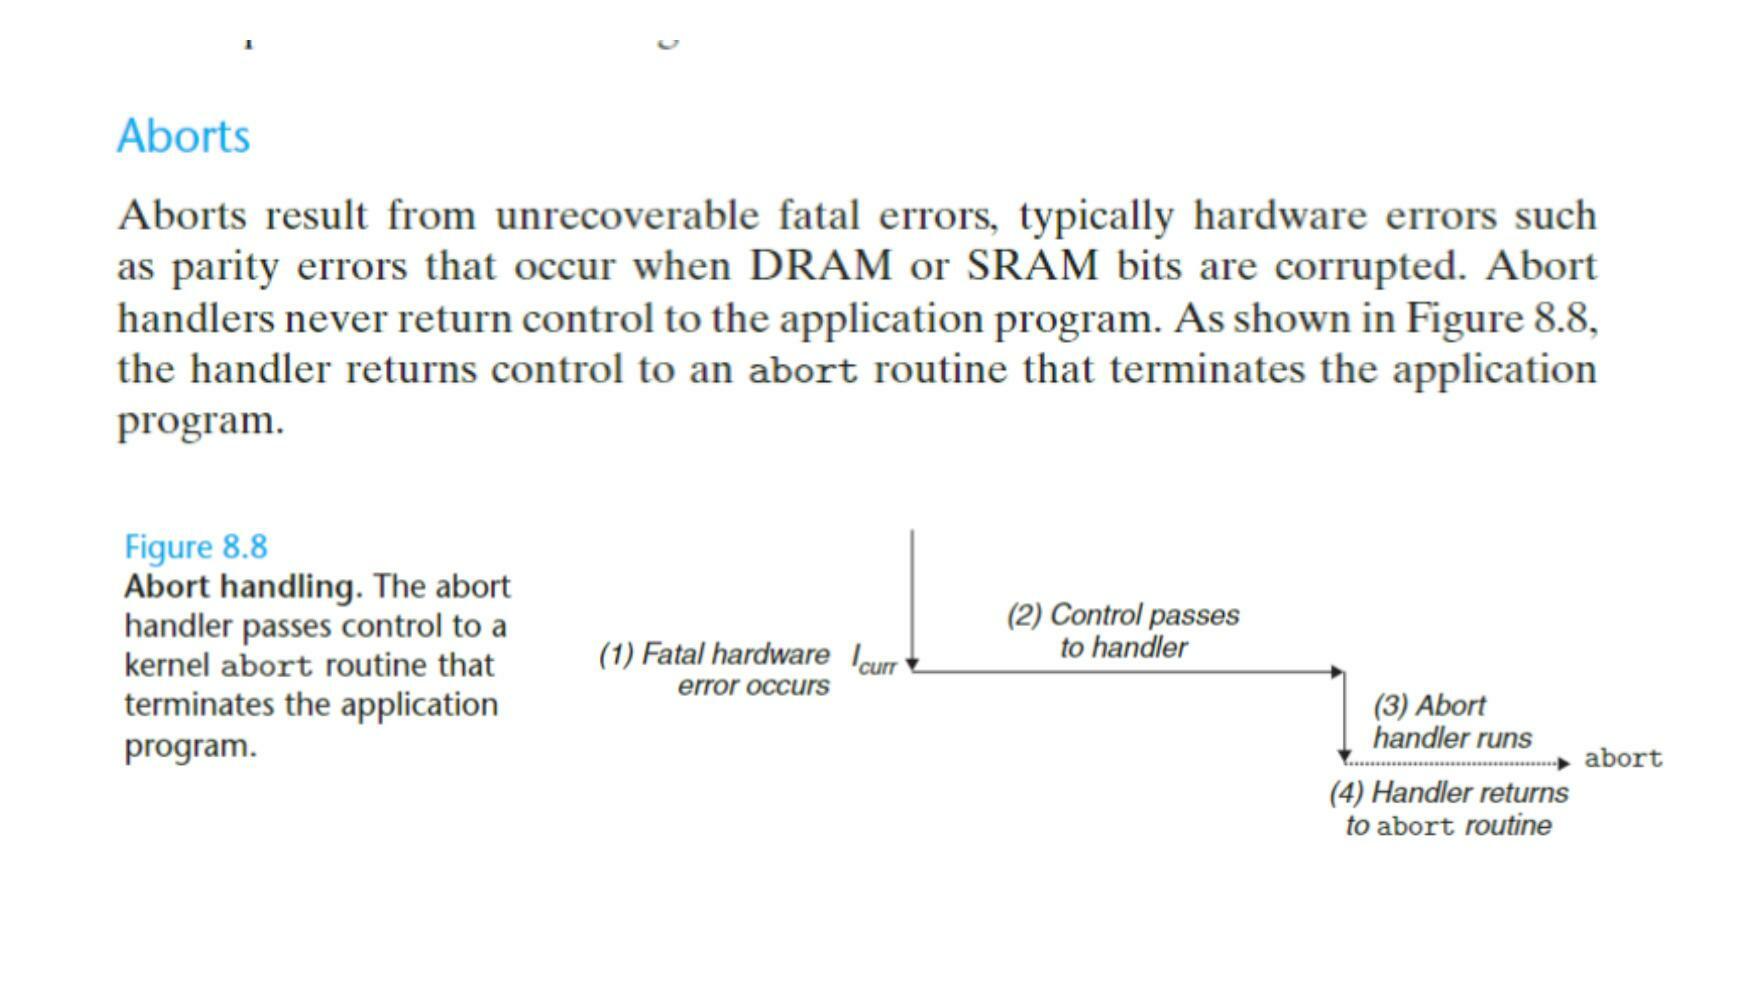 Aborts
Aborts result from unrecoverable fatal errors, typically hardware errors such
as parity errors that occur when DRAM or SRAM bits are corrupted. Abort
handlers never return control to the application program. As shown in Figure 8.8,
the handler returns control to an abort routine that terminates the application
program.
Figure 8.8
Abort handling. The abort
handler passes control to a
kernel abort routine that
terminates the application
program.
(1) Fatal hardware
error occurs
Icurr
(2) Control passes
to handler
(3) Abort
handler runs
abort
(4) Handler returns
to abort routine